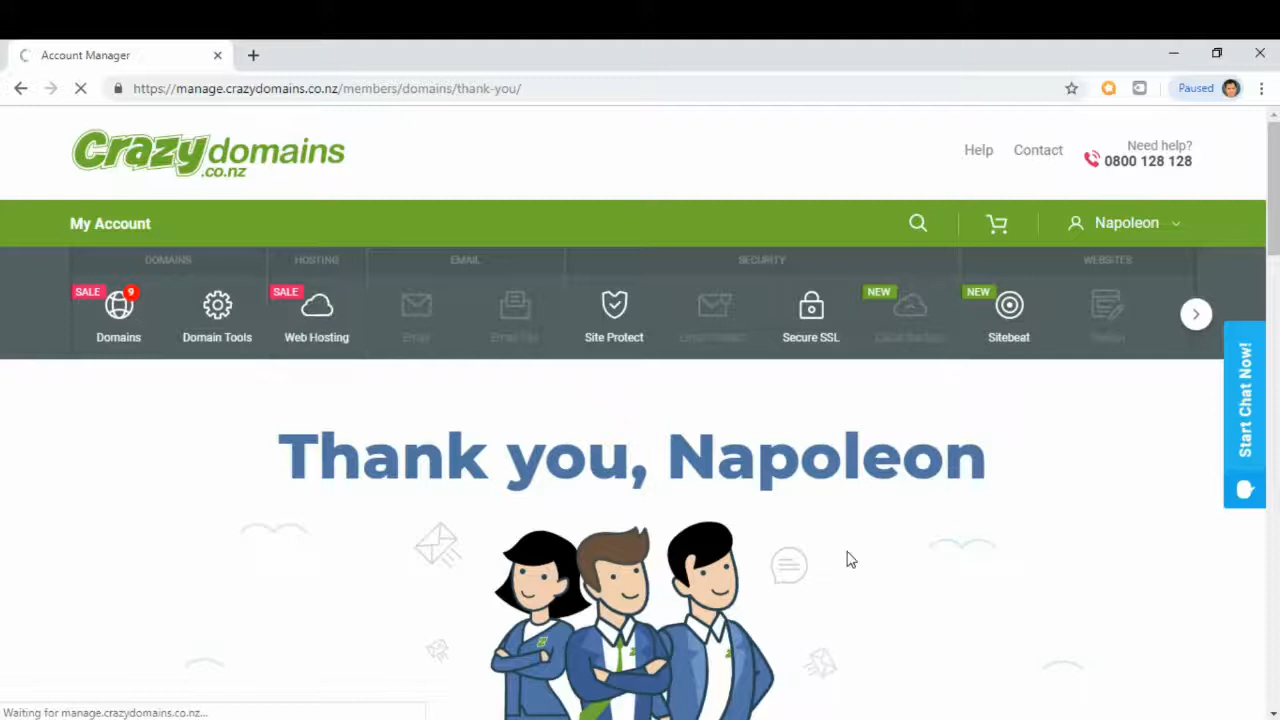 Account Manager
https://manage.crazydomains.co.nz/members/domains/thank-you/
Paused
Crazydomains
.co.nz
Help
Contact
Need help?
0800 128 128
My Account
Napoleon
DOMAINS
HOSTING
EMAIL
SECURITY
WEBSITES
SALE
9
SALE
NEW
NEW
Domains
Domain Tools
Web Hosting
Email
Site Protect
Secure SSL
Sitebeat
Start Chat Now!
Thank you, Napoleon
Waiting for manage.crazydomains.co.nz...